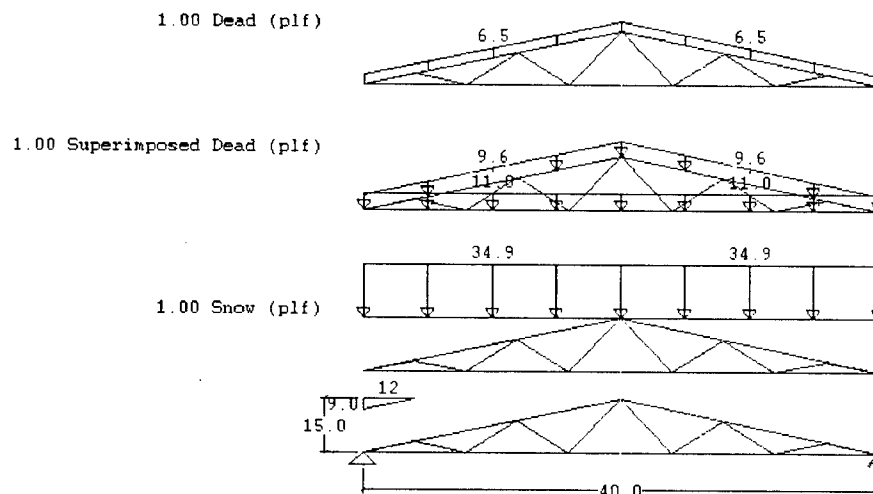 1.00 Dead (plf)
6.5 6.5
1.00 Superimposed Dead (plf)
9.6 9.6
11.0 11.0
34.9 34.9
1.00 Snow (plf)
12
9.0
15.0
40.0